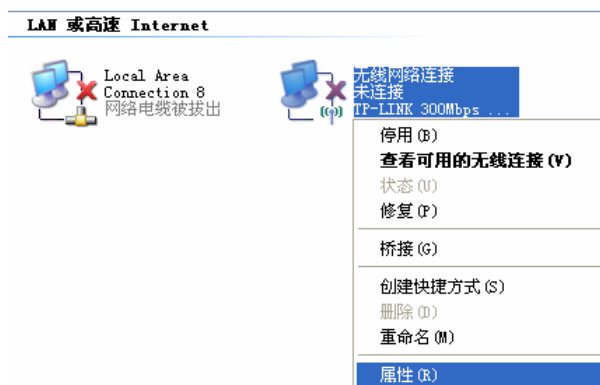 LAN 或高速 Internet
Local Area
Connection 8
网络电缆被拔出
无线网络连接
未连接
TP-LINK 300Mbps ...
停用(B)
查看可用的无线连接(V)
状态(U)
修复(P)
桥接(G)
创建快捷方式(S)
删除(D)
重命名(M)
属性(R)